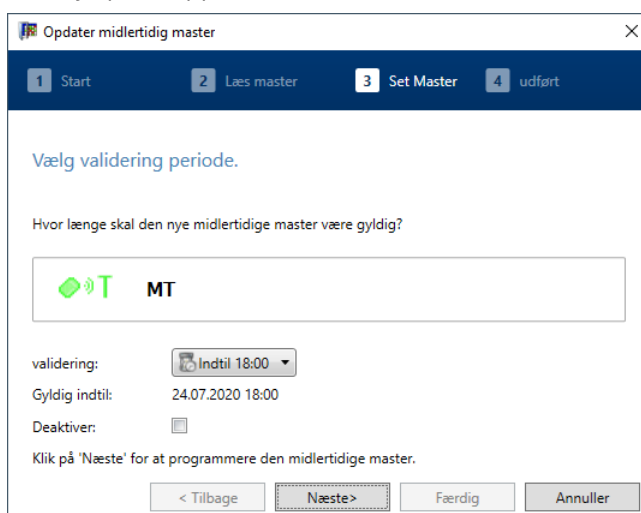 Opdater midlertidig master
1 Start 2 Læs master 3 Set Master 4 udført
Vælg validering periode.
Hvor længe skal den nye midlertidige master være gyldig?
T MT
validering: Indtil 18:00
Gyldig indtil: 24.07.2020 18:00
Deaktiver:
Klik på 'Næste' for at programmere den midlertidige master.
< Tilbage Næste> Færdig Annuller